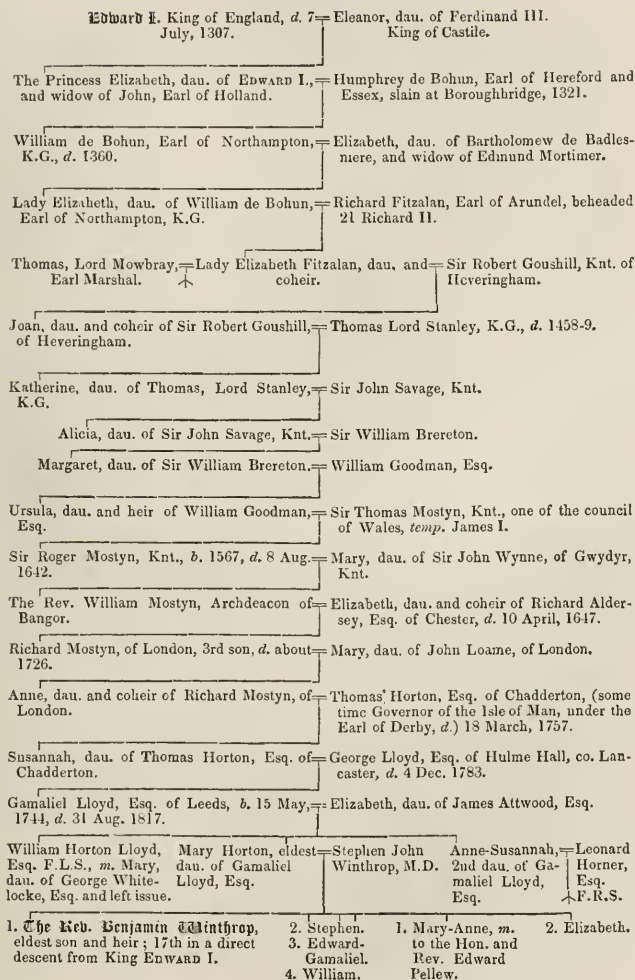 Edward I. King of England, d. 7 July, 1307.
Eleanor, dau. of Ferdinand III. King of Castile.
The Princess Elizabeth, dau. of EDWARD I., and widow of John, Earl of Holland.
Humphrey de Bohun, Earl of Hereford and Essex, slain at Boroughbridge, 1321.
William de Bohun, Earl of Northampton, K.G., d. 1360.
Elizabeth, dau. of Bartholomew de Badles-
mere, and widow of Edmund Mortimer.
Lady Elizabeth, dau. of William de Bohun, Earl of Northampton, K.G.
Richard Fitzalan, Earl of Arundel, beheaded 21 Richard II.
Thomas, Lord Mowbray, Earl Marshal.
Lady Elizabeth Fitzalan, dau. and coheir.
Sir Robert Goushill, Knt. of Heveringham.
Joan, dau. and coheir of Sir Robert Goushill, of Heveringham.
Thomas Lord Stanley, K.G., d. 1458-9.
Katherine, dau. of Thomas, Lord Stanley, K.G.
Sir John Savage, Knt.
Alicia, dau. of Sir John Savage, Knt.
Sir William Brereton.
Margaret, dau. of Sir William Brereton.
William Goodman, Esq.
Ursula, dau. and heir of William Goodman, Esq.
Sir Thomas Mostyn, Knt., one of the council of Wales, temp. James I.
Sir Roger Mostyn, Knt., b. 1567, d. 8 Aug. 1642.
Mary, dau. of Sir John Wynne, of Gwydyr, Knt.
The Rev. William Mostyn, Archdeacon of Bangor.
Elizabeth, dau. and coheir of Richard Alder-
sey, Esq. of Chester, d. 10 April, 1647.
Richard Mostyn, of London, 3rd son, d. about 1726.
Mary, dau. of John Loame, of London.
Anne, dau. and coheir of Richard Mostyn, of London.
Thomas Horton, Esq. of Chadderton, (some time Governor of the Isle of Man, under the Earl of Derby, d.) 18 March, 1757.
Susannah, dau. of Thomas Horton, Esq. of Chadderton.
George Lloyd, Esq. of Hulme Hall, co. Lan-
caster, d. 4 Dec. 1783.
Gamaliel Lloyd, Esq. of Leeds, b. 15 May, 1744, d. 31 Aug. 1817.
Elizabeth, dau. of James Attwood, Esq.
William Horton Lloyd, Esq. F.L.S., m. Mary, dau. of George White-
locke, Esq. and left issue.
Mary Horton, eldest dau. of Gamaliel Lloyd, Esq.
Stephen John Winthrop, M.D.
Anne-Susannah, 2nd dau. of Ga-
maliel Lloyd, Esq.
Leonard Horner, Esq. F.R.S.
1. The Rev. Benjamin Winthrop, eldest son and heir; 17th in a direct descent from King EDWARD I.
2. Stephen.
3. Edward-
Gamaliel.
4. William.
1. Mary-Anne, m. to the Hon. and Rev. Edward Pellew.
2. Elizabeth.